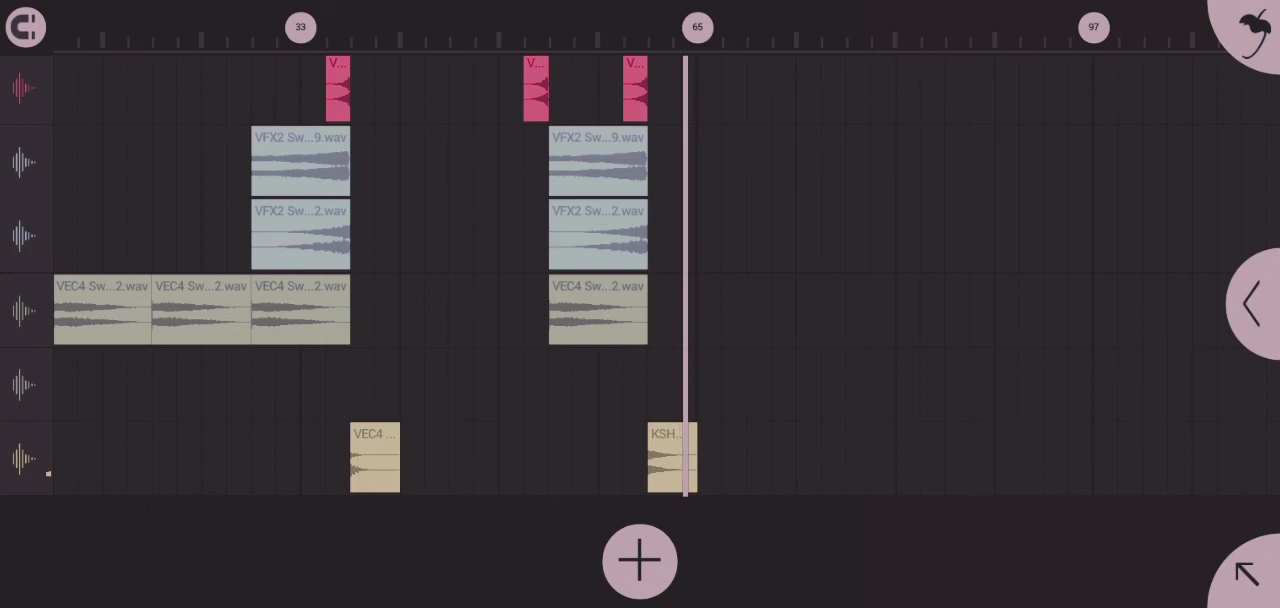 33 65 97
V... V... V...
VFX2 Sw...9.wav VFX2 Sw...9.wav
VFX2 Sw...2.wav VFX2 Sw...2.wav
VEC4 Sw...2.wav VEC4 Sw...2.wav VEC4 Sw...2.wav VEC4 Sw...2.wav
VEC4 ... KSH...